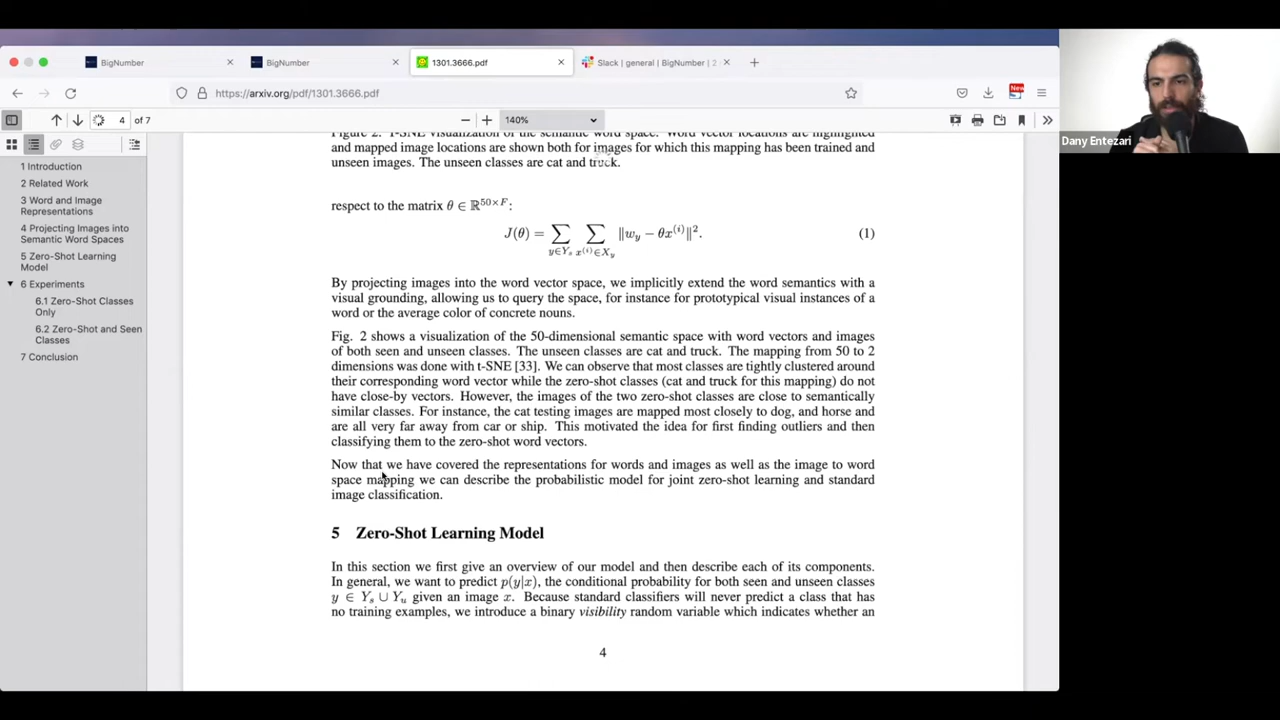 BigNumber
BigNumber
1301.3666.pdf
Slack | general | BigNumber | 2
https://arxiv.org/pdf/1301.3666.pdf
New
4 of 7
140%
1 Introduction
2 Related Work
3 Word and Image
Representations
4 Projecting Images into
Semantic Word Spaces
5 Zero-Shot Learning
Model
6 Experiments
6.1 Zero-Shot Classes
Only
6.2 Zero-Shot and Seen
Classes
7 Conclusion
Figure 2: T-SNE visualization of the semantic word space. Word vector locations are highlighted
and mapped image locations are shown both for images for which this mapping has been trained and
unseen images. The unseen classes are cat and truck.
respect to the matrix θ ∈ ℝ^{50×F}:
J(θ) = ∑_{y∈Y_s} ∑_{x^{(i)}∈X_y} ‖w_y − θx^{(i)}‖². (1)
By projecting images into the word vector space, we implicitly extend the word semantics with a
visual grounding, allowing us to query the space, for instance for prototypical visual instances of a
word or the average color of concrete nouns.
Fig. 2 shows a visualization of the 50-dimensional semantic space with word vectors and images
of both seen and unseen classes. The unseen classes are cat and truck. The mapping from 50 to 2
dimensions was done with t-SNE [33]. We can observe that most classes are tightly clustered around
their corresponding word vector while the zero-shot classes (cat and truck for this mapping) do not
have close-by vectors. However, the images of the two zero-shot classes are close to semantically
similar classes. For instance, the cat testing images are mapped most closely to dog, and horse and
are all very far away from car or ship. This motivated the idea for first finding outliers and then
classifying them to the zero-shot word vectors.
Now that we have covered the representations for words and images as well as the image to word
space mapping we can describe the probabilistic model for joint zero-shot learning and standard
image classification.
5 Zero-Shot Learning Model
In this section we first give an overview of our model and then describe each of its components.
In general, we want to predict p(y|x), the conditional probability for both seen and unseen classes
y ∈ Y_s ∪ Y_u given an image x. Because standard classifiers will never predict a class that has
no training examples, we introduce a binary visibility random variable which indicates whether an
4
Dany Entezari